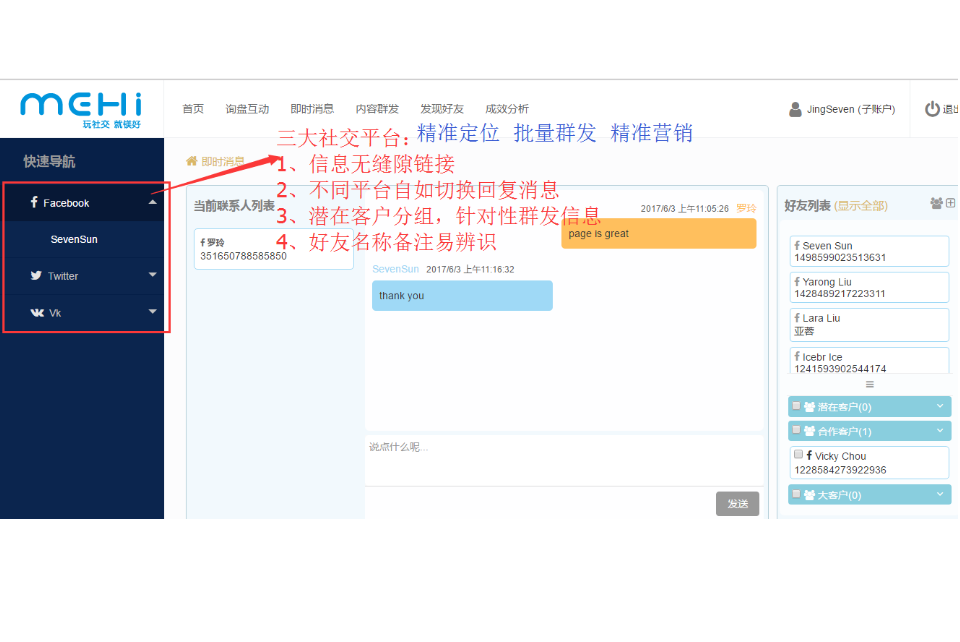 MEHi
玩社交 就镁好
首页 询盘互动 即时消息 内容群发 发现好友 成效分析
JingSeven (子账户)
三大社交平台：精准定位 批量群发 精准营销
快速导航
即时消息
1、信息无缝隙链接
2、不同平台自如切换回复消息
3、潜在客户分组，针对性群发信息
4、好友名称备注易辨识
Facebook
SevenSun
Twitter
Vk
当前联系人列表
罗玲
351650788585850
2017/6/3 上午11:05:26 罗玲
page is great
SevenSun 2017/6/3 上午11:16:32
thank you
说点什么呢...
发送
好友列表 (显示全部)
Seven Sun
1498599023513631
Yarong Liu
1428489217223311
Lara Liu
亚蓉
Icebr Ice
1241593902544174
潜在客户(0)
合作客户(1)
Vicky Chou
1228584273922936
大客户(0)